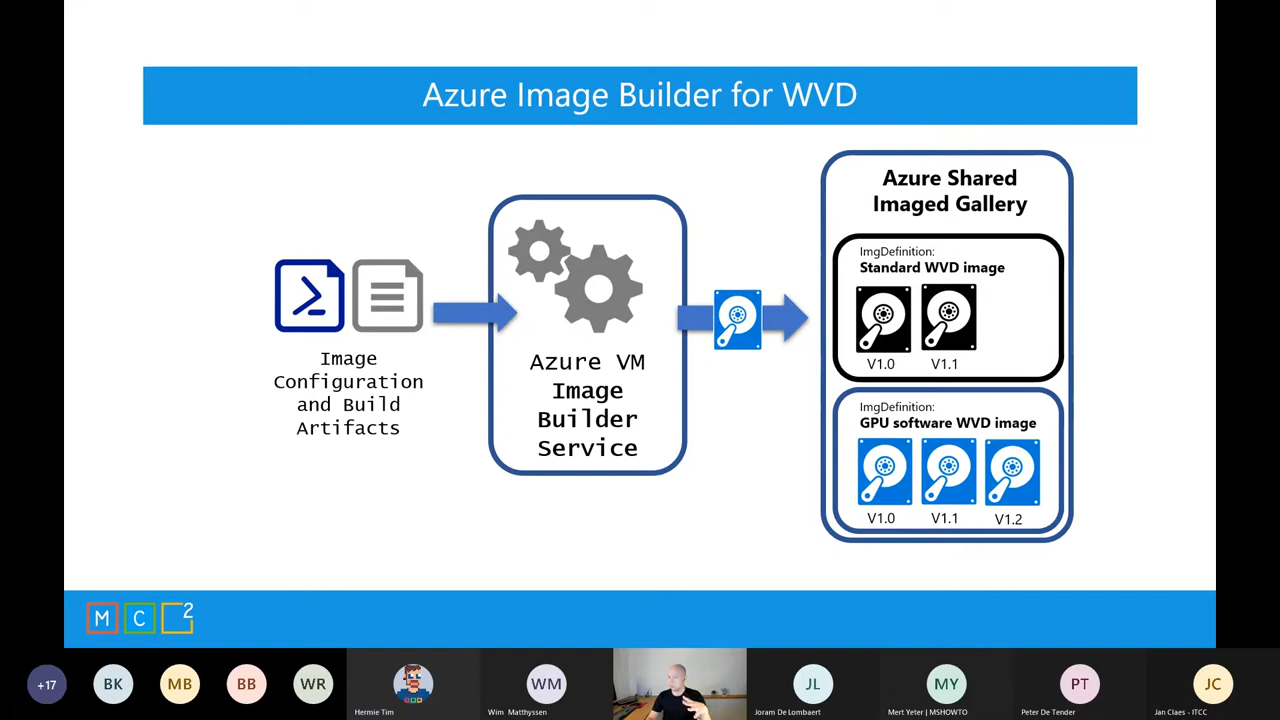 Azure Image Builder for WVD
Image
Configuration
and Build
Artifacts
Azure VM
Image
Builder
Service
Azure Shared
Imaged Gallery
ImgDefinition:
Standard WVD image
V1.0
V1.1
ImgDefinition:
GPU software WVD image
V1.0
V1.1
V1.2
M C 2
+17
BK
MB
BB
WR
Hermie Tim
WM
Wim Matthyssen
JL
Joram De Lombaert
MY
Mert Yeter | MSHOWTO
PT
Peter De Tender
JC
Jan Claes - ITCC